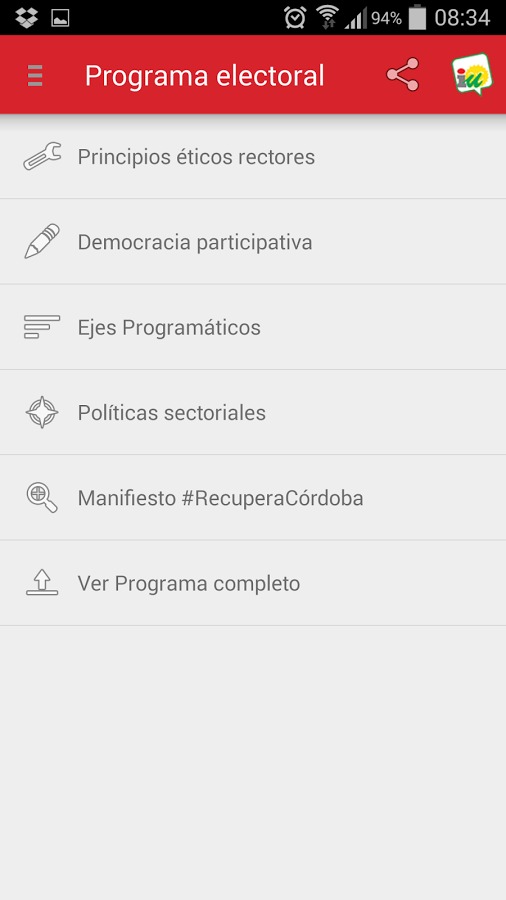 94% 08:34
Programa electoral
iu
Principios éticos rectores
Democracia participativa
Ejes Programáticos
Políticas sectoriales
Manifiesto #RecuperaCórdoba
Ver Programa completo